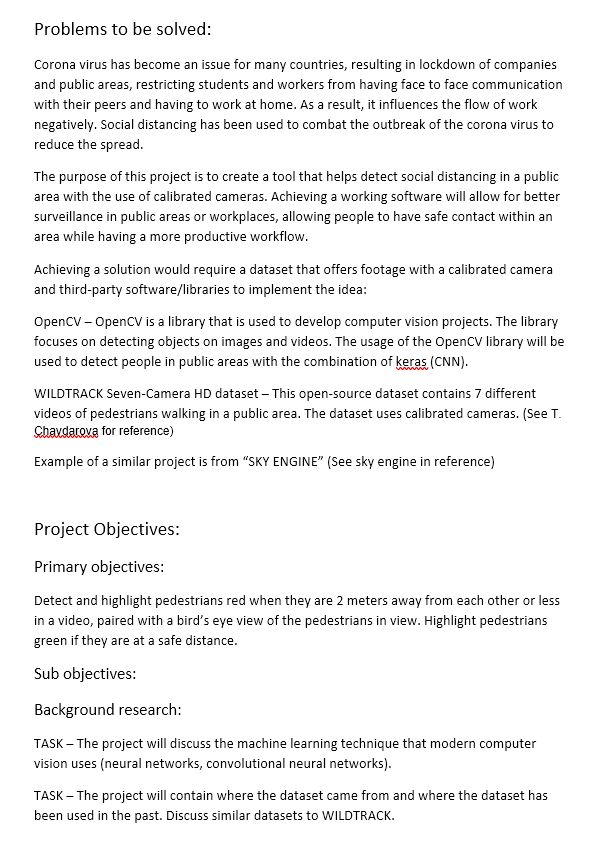 Problems to be solved:
Corona virus has become an issue for many countries, resulting in lockdown of companies
and public areas, restricting students and workers from having face to face communication
with their peers and having to work at home. As a result, it influences the flow of work
negatively. Social distancing has been used to combat the outbreak of the corona virus to
reduce the spread.
The purpose of this project is to create a tool that helps detect social distancing in a public
area with the use of calibrated cameras. Achieving a working software will allow for better
surveillance in public areas or workplaces, allowing people to have safe contact within an
area while having a more productive workflow.
Achieving a solution would require a dataset that offers footage with a calibrated camera
and third-party software/libraries to implement the idea:
OpenCV – OpenCV is a library that is used to develop computer vision projects. The library
focuses on detecting objects on images and videos. The usage of the OpenCV library will be
used to detect people in public areas with the combination of keras (CNN).
WILDTRACK Seven-Camera HD dataset – This open-source dataset contains 7 different
videos of pedestrians walking in a public area. The dataset uses calibrated cameras. (See T.
Chavdarova for reference)
Example of a similar project is from “SKY ENGINE” (See sky engine in reference)
Project Objectives:
Primary objectives:
Detect and highlight pedestrians red when they are 2 meters away from each other or less
in a video, paired with a bird’s eye view of the pedestrians in view. Highlight pedestrians
green if they are at a safe distance.
Sub objectives:
Background research:
TASK – The project will discuss the machine learning technique that modern computer
vision uses (neural networks, convolutional neural networks).
TASK – The project will contain where the dataset came from and where the dataset has
been used in the past. Discuss similar datasets to WILDTRACK.